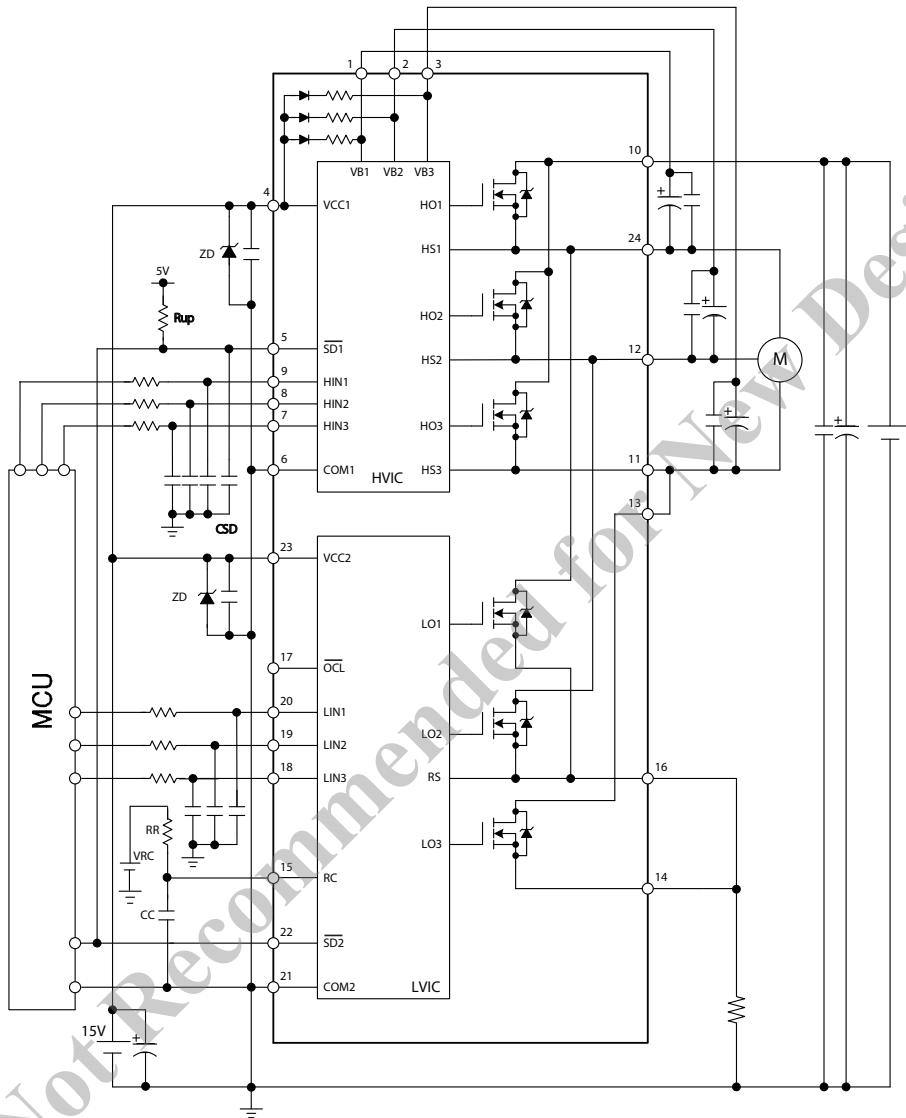 1 2 3
VB1 VB2 VB3
10
4 VCC1 HO1
ZD
24
HS1
5V
Rup
HO2
5 SD1
12
HS2
M
9 HIN1
8 HIN2
7 HIN3 HO3
6 COM1 HVIC HS3 11
13
CSD
23 VCC2
ZD
LO1
17 OCL
MCU
20 LIN1
19 LIN2 LO2
18 LIN3 RS 16
RR
VRC
LO3
15 RC 14
CC
22 SD2
21 COM2 LVIC
15V
Not Recommended for New Desi